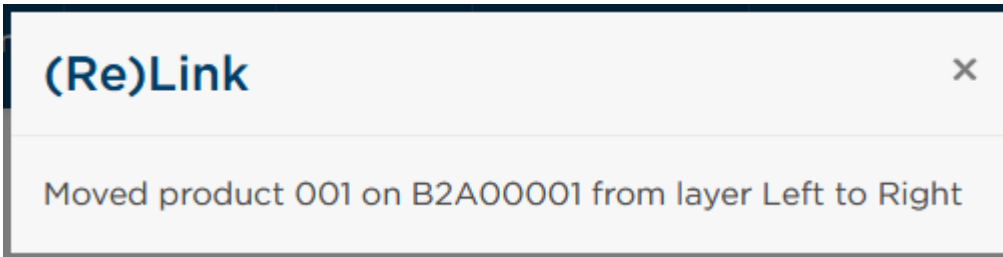 (Re)Link
Moved product 001 on B2A00001 from layer Left to Right